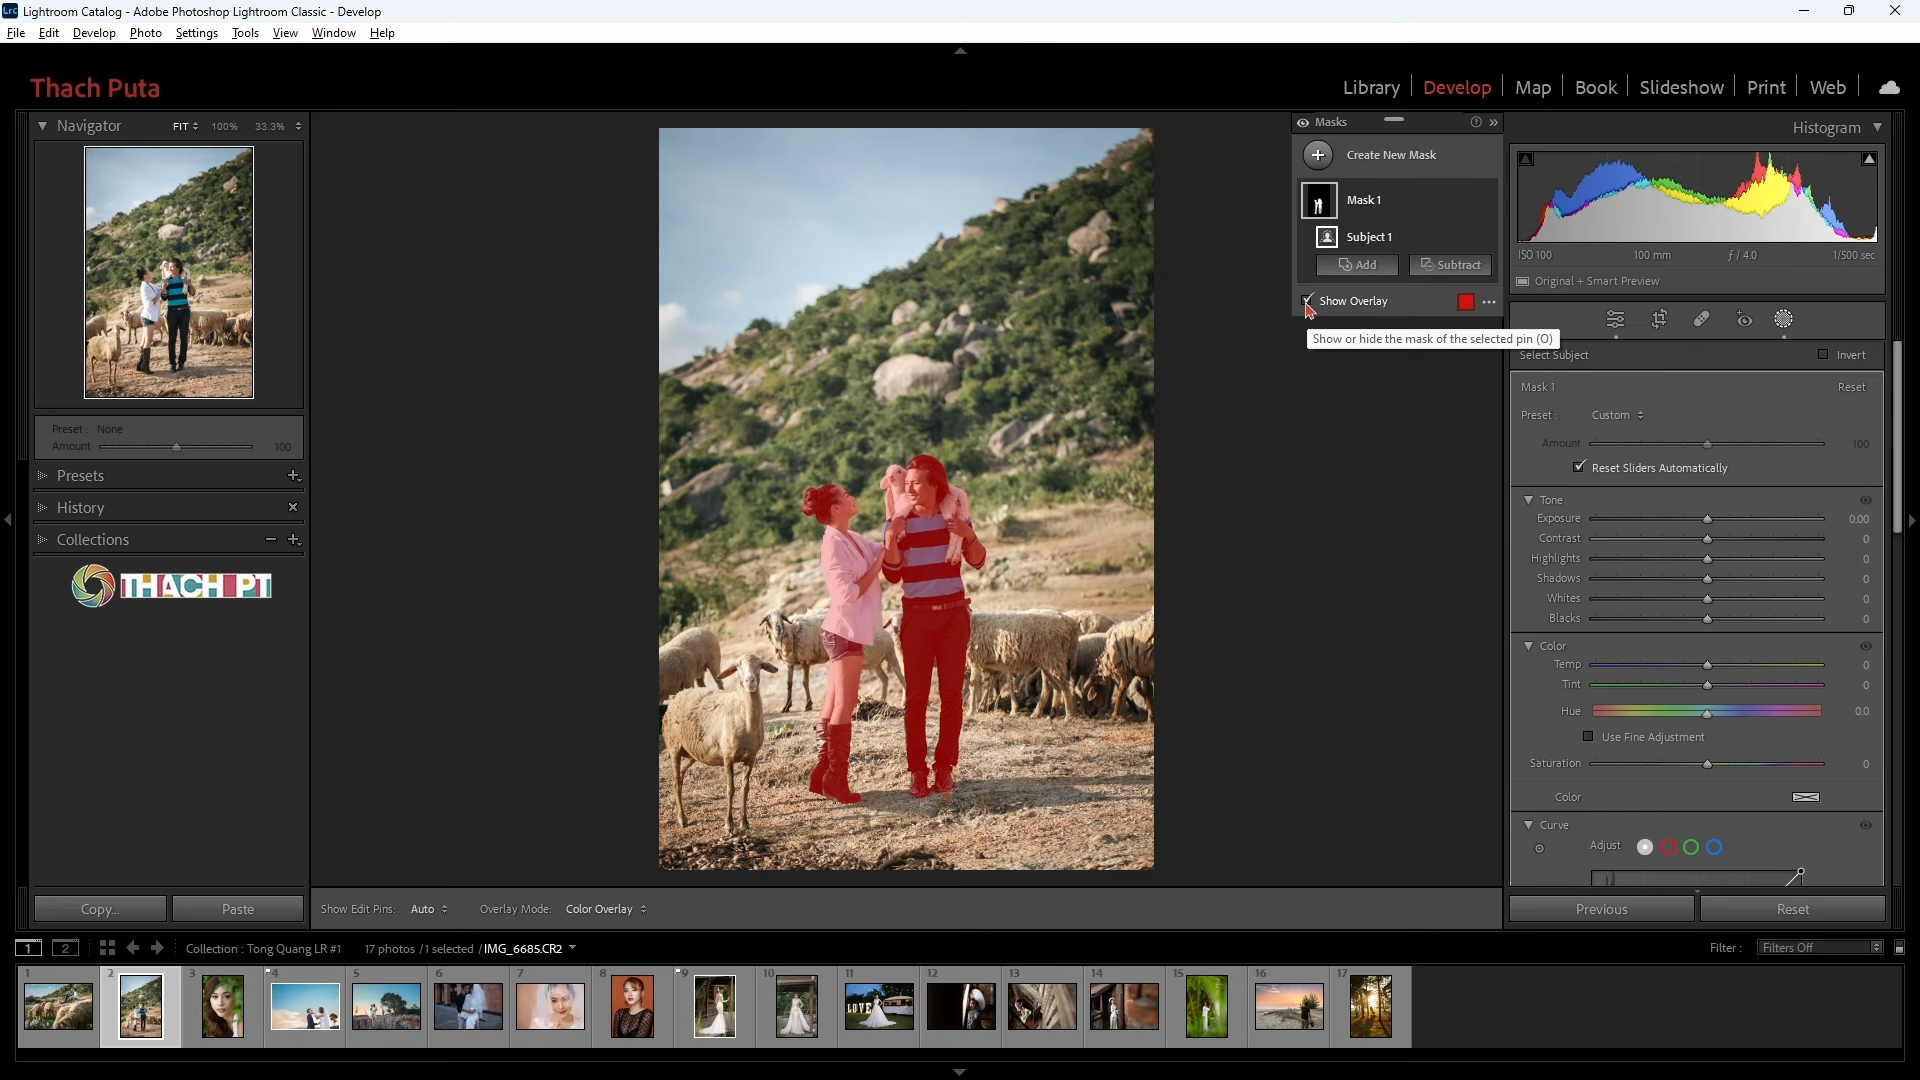 Lightroom Catalog - Adobe Photoshop Lightroom Classic - Develop
File Edit Develop Photo Settings Tools View Window Help
Thach Puta
Library Develop Map Book Slideshow Print Web
Navigator FIT 100% 33.3%
Preset : None
Amount 100
Presets
History
Collections
THACH PT
Copy... Paste
Masks
Create New Mask
Mask 1
Subject 1
Add Subtract
Show Overlay
Show or hide the mask of the selected pin (O)
Histogram
ISO 100 100 mm ƒ / 4.0 1/500 sec
Original + Smart Preview
Select Subject Invert
Mask 1 Reset
Preset : Custom
Amount 100
Reset Sliders Automatically
Tone
Exposure 0.00
Contrast 0
Highlights 0
Shadows 0
Whites 0
Blacks 0
Color
Temp 0
Tint 0
Hue 0.0
Use Fine Adjustment
Saturation 0
Color
Curve
Adjust
Previous Reset
Show Edit Pins: Auto Overlay Mode: Color Overlay
1 2 Collection : Tong Quang LR #1 17 photos / 1 selected / IMG_6685.CR2
Filter : Filters Off
1 2 3 4 5 6 7 8 9 10 11 12 13 14 15 16 17
LOVE